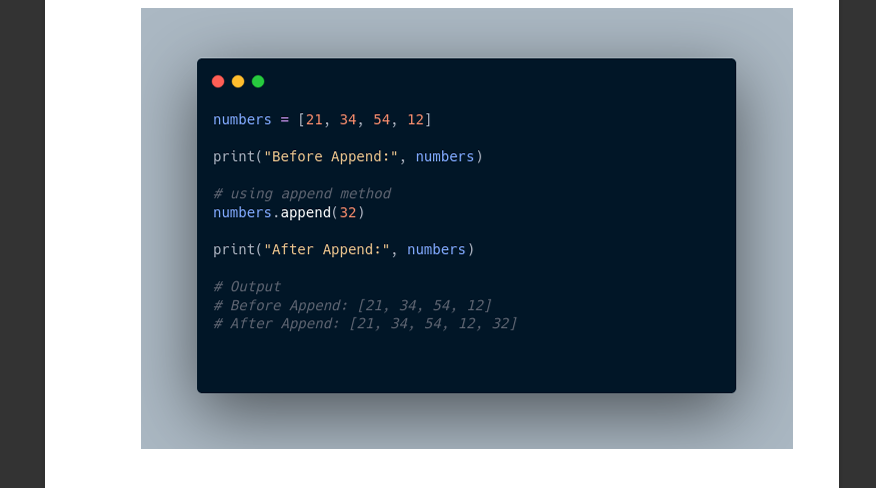 numbers = [21, 34, 54, 12]
print("Before Append:", numbers)
# using append method
numbers.append(32)
print("After Append:", numbers)
# Output
# Before Append: [21, 34, 54, 12]
# After Append: [21, 34, 54, 12, 32]